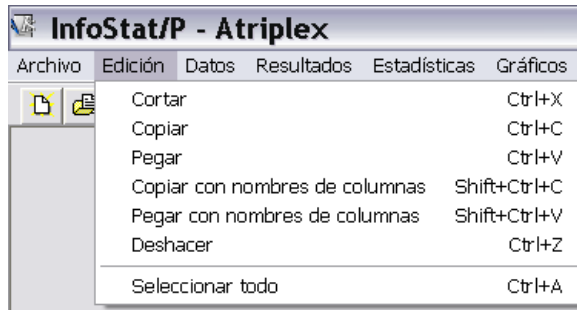 InfoStat/P - Atriplex
Archivo Edición Datos Resultados Estadísticas Gráficos
Cortar Ctrl+X
Copiar Ctrl+C
Pegar Ctrl+V
Copiar con nombres de columnas Shift+Ctrl+C
Pegar con nombres de columnas Shift+Ctrl+V
Deshacer Ctrl+Z
Seleccionar todo Ctrl+A